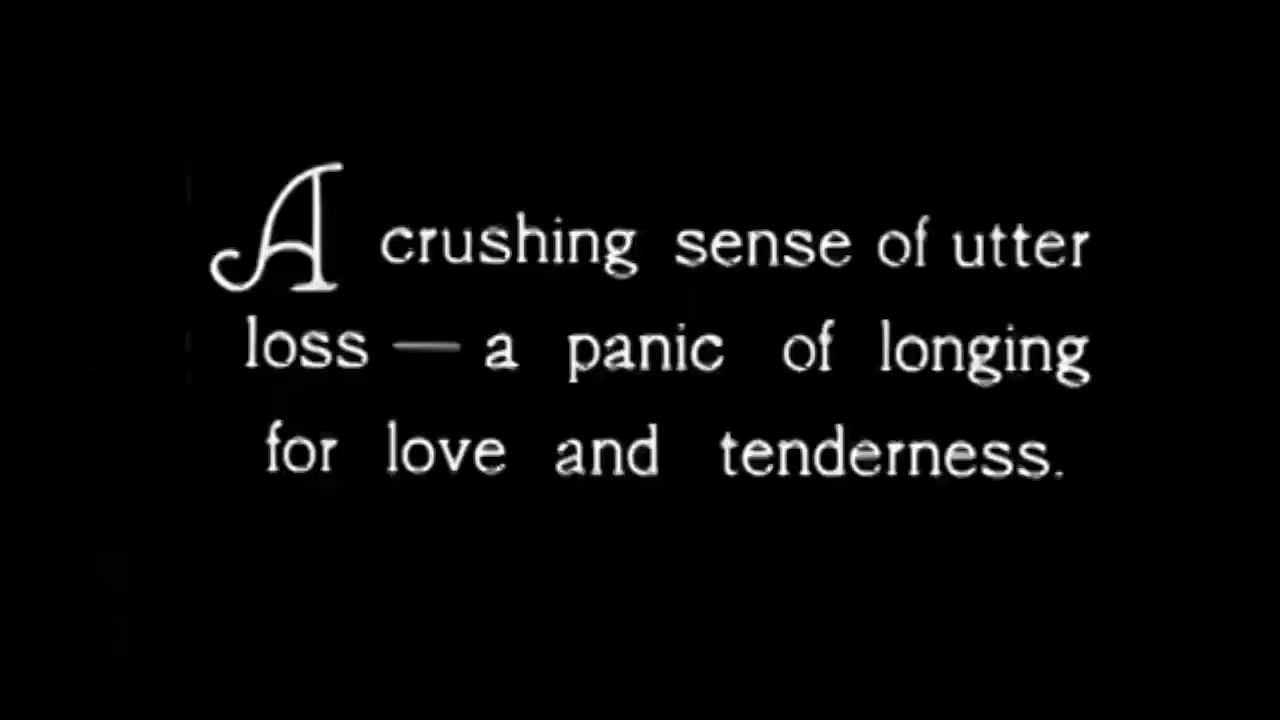 A crushing sense of utter
loss — a panic of longing
for love and tenderness.